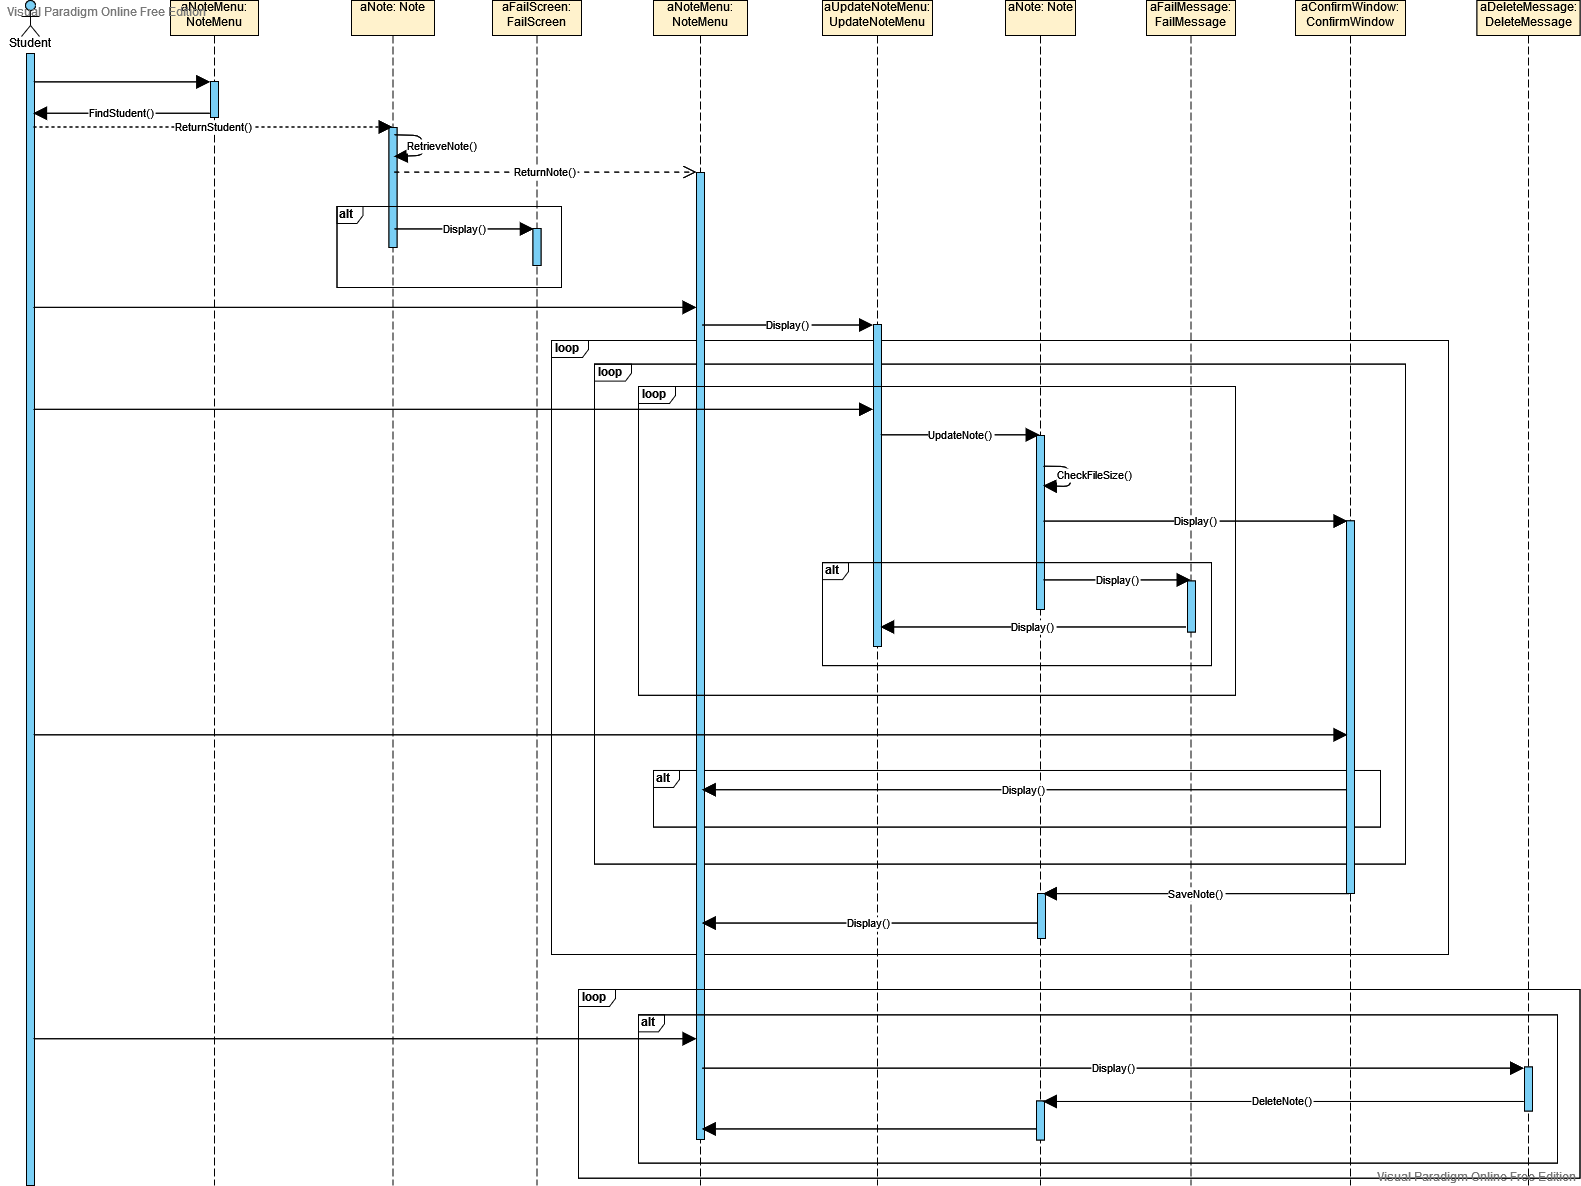 Visual Paradigm Online Free Edition
Student
aNoteMenu:
NoteMenu
aNote: Note
aFailScreen:
FailScreen
aNoteMenu:
NoteMenu
aUpdateNoteMenu:
UpdateNoteMenu
aNote: Note
aFailMessage:
FailMessage
aConfirmWindow:
ConfirmWindow
aDeleteMessage:
DeleteMessage
FindStudent()
ReturnStudent()
RetrieveNote()
ReturnNote()
alt
Display()
Display()
loop
loop
loop
UpdateNote()
CheckFileSize()
Display()
alt
Display()
Display()
alt
Display()
SaveNote()
Display()
loop
alt
Display()
DeleteNote()
Visual Paradigm Online Free Edition